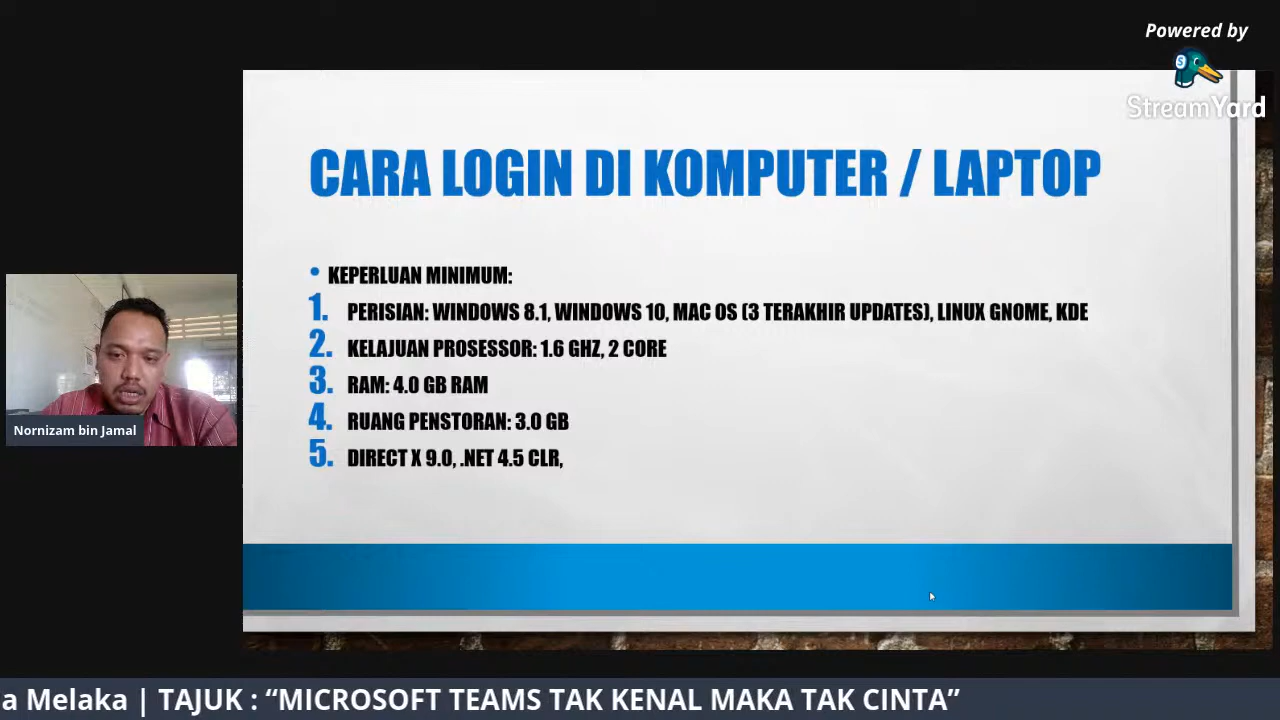 Powered by
StreamYard
CARA LOGIN DI KOMPUTER / LAPTOP
• KEPERLUAN MINIMUM:
1. PERISIAN: WINDOWS 8.1, WINDOWS 10, MAC OS (3 TERAKHIR UPDATES), LINUX GNOME, KDE
2. KELAJUAN PROSESSOR: 1.6 GHZ, 2 CORE
3. RAM: 4.0 GB RAM
4. RUANG PENSTORAN: 3.0 GB
5. DIRECT X 9.0, .NET 4.5 CLR,
Nornizam bin Jamal
a Melaka | TAJUK : “MICROSOFT TEAMS TAK KENAL MAKA TAK CINTA”